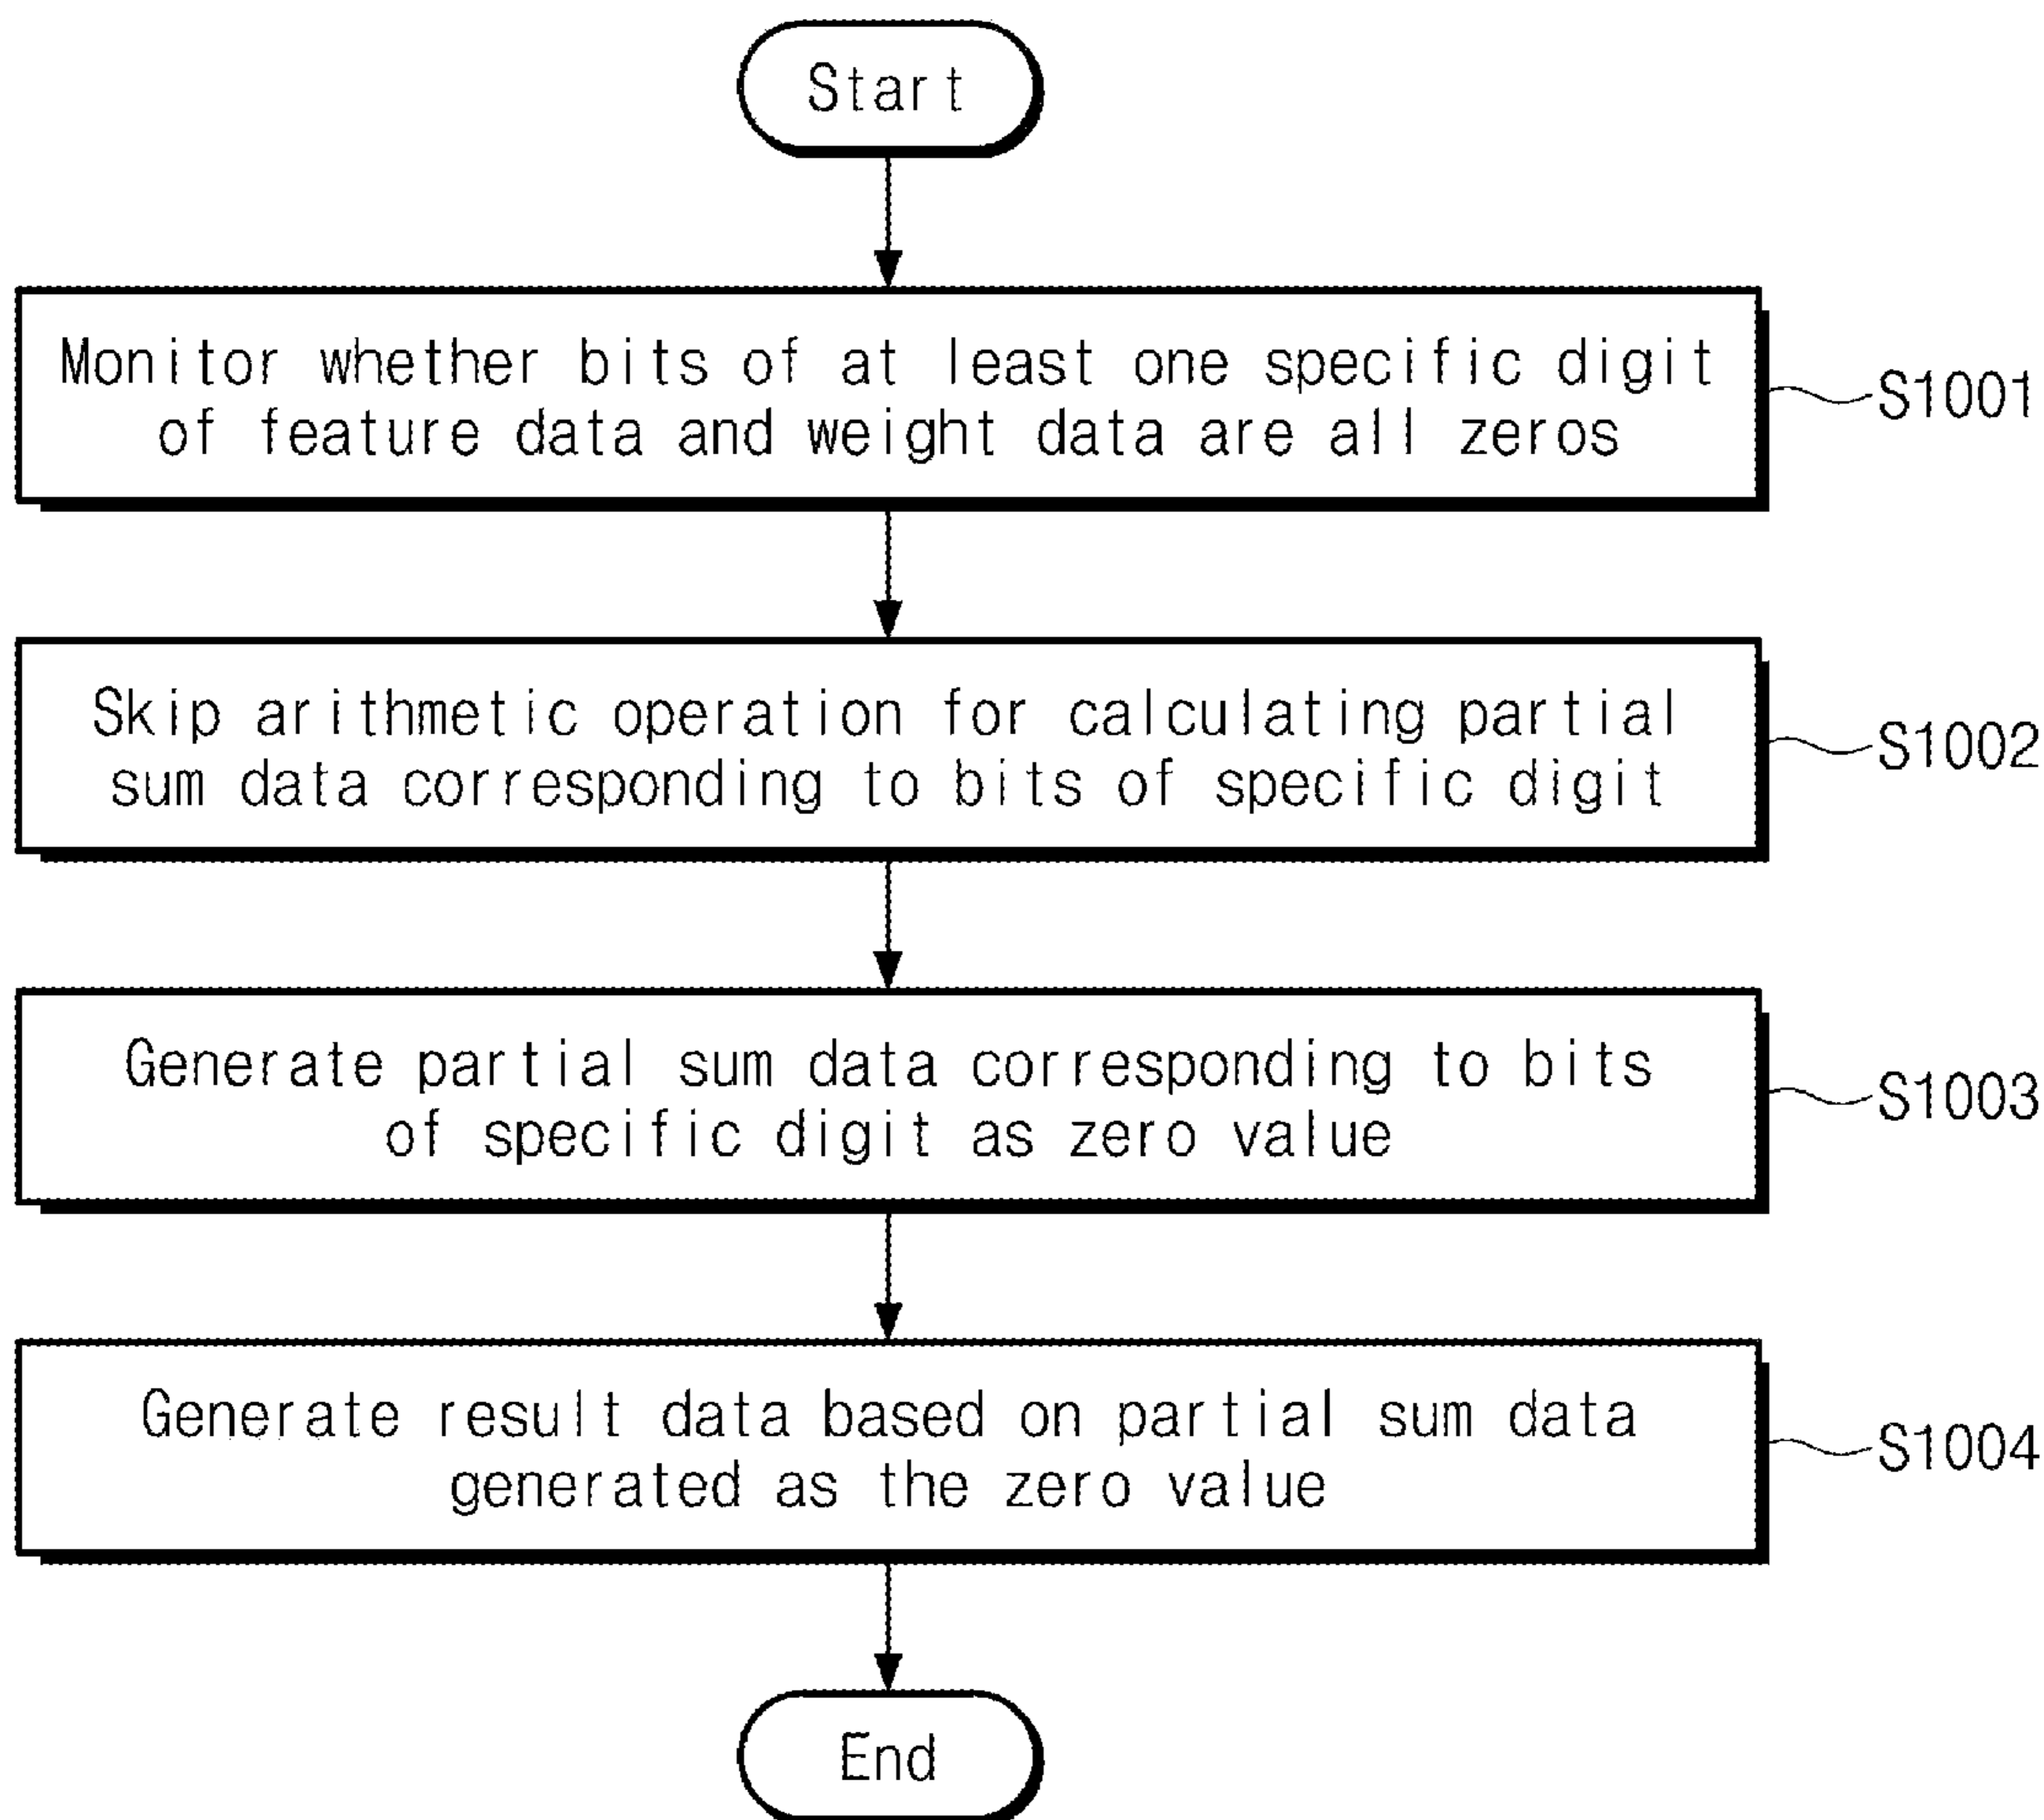 Start
Monitor whether bits of at least one specific digit
of feature data and weight data are all zeros
S1001
Skip arithmetic operation for calculating partial
sum data corresponding to bits of specific digit
S1002
Generate partial sum data corresponding to bits
of specific digit as zero value
S1003
Generate result data based on partial sum data
generated as the zero value
S1004
End